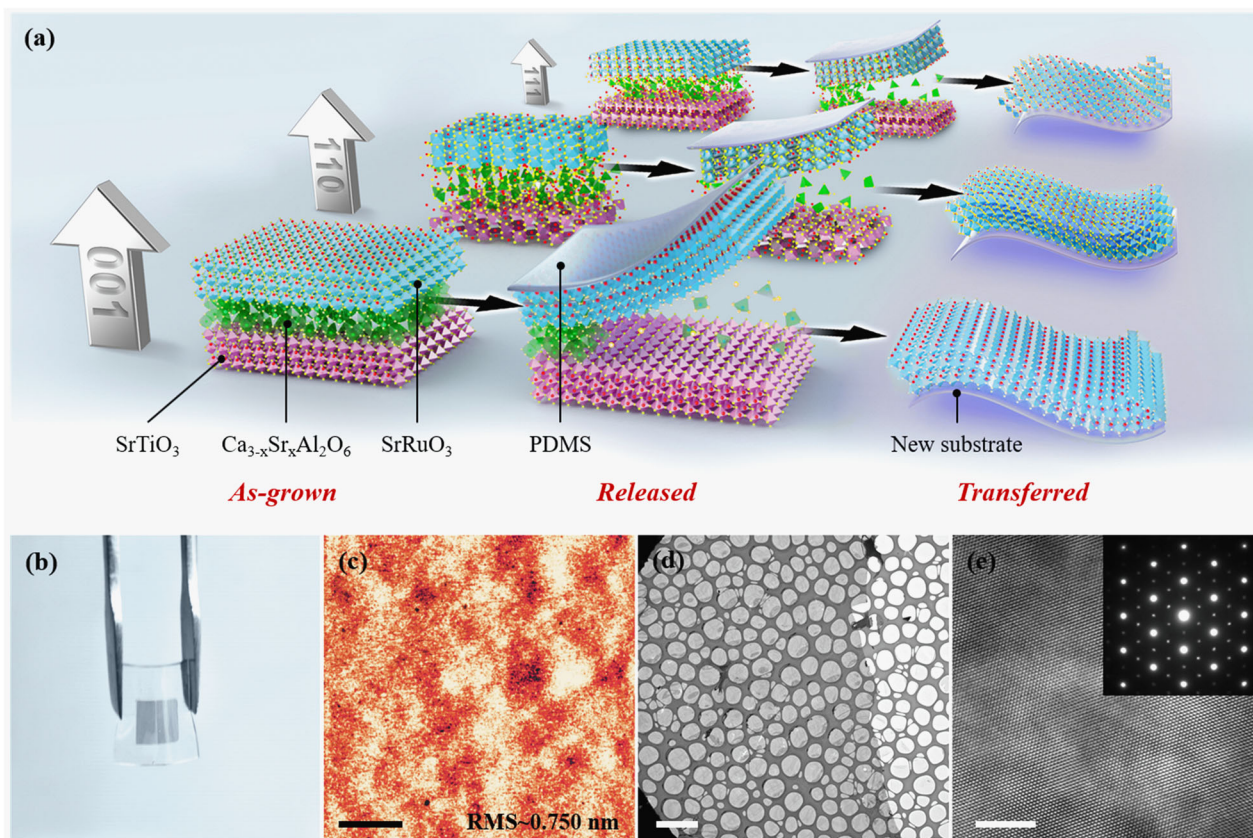 (a)
111
110
001
SrTiO₃ Ca₃₋ₓSrₓAl₂O₆ SrRuO₃ PDMS New substrate
As-grown Released Transferred
(b) (c) (d) (e)
RMS~0.750 nm